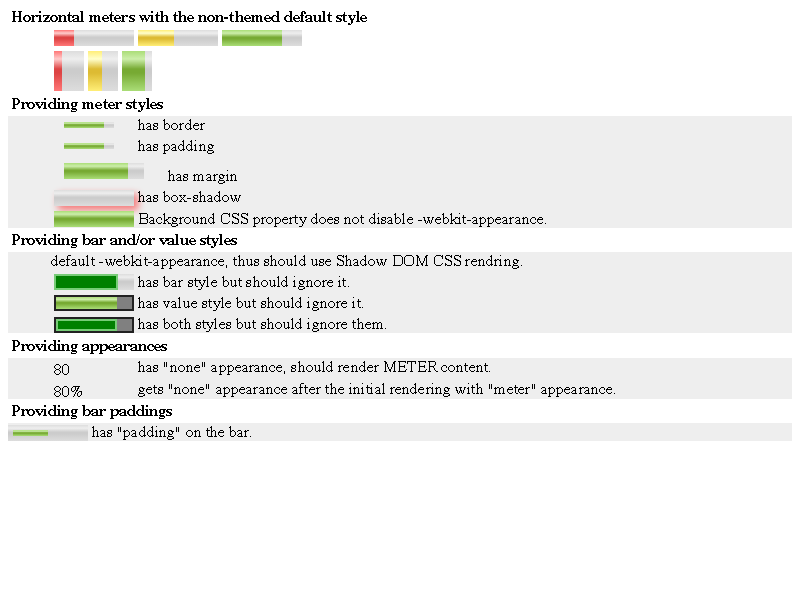 Horizontal meters with the non-themed default style
Providing meter styles
has border
has padding
has margin
has box-shadow
Background CSS property does not disable -webkit-appearance.
Providing bar and/or value styles
default -webkit-appearance, thus should use Shadow DOM CSS rendring.
has bar style but should ignore it.
has value style but should ignore it.
has both styles but should ignore them.
Providing appearances
80 has "none" appearance, should render METER content.
80% gets "none" appearance after the initial rendering with "meter" appearance.
Providing bar paddings
has "padding" on the bar.